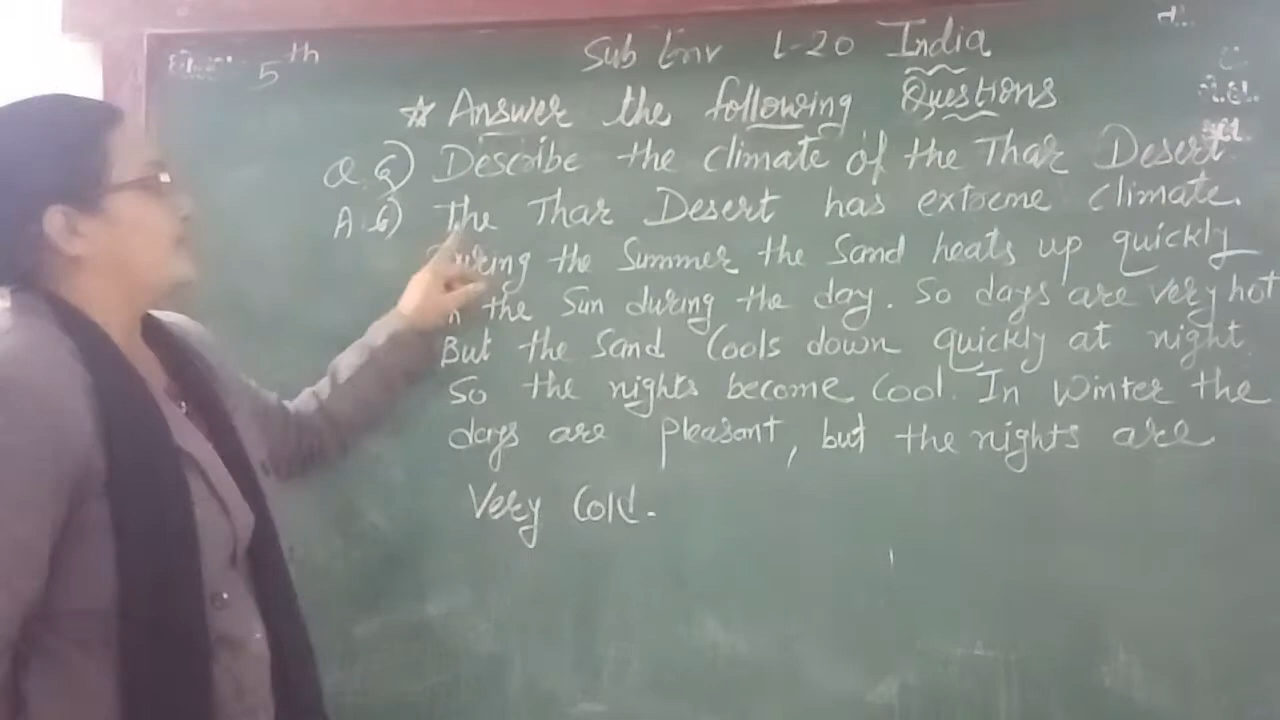 5th
Sub Env L-20 India
☆ Answer the following Questions
Q. 6) Describe the climate of the Thar Desert
A. 6) The Thar Desert has extreme climate.
During the Summer the Sand heats up quickly
the Sun during the day. So days are very hot
But the Sand Cools down quickly at night.
So the nights become Cool. In Winter the
days are pleasant, but the nights are
Very Cold.